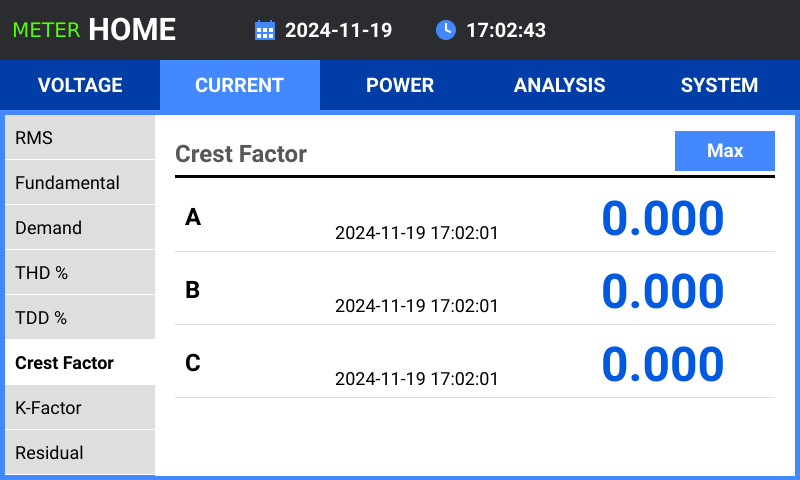 METER HOME 2024-11-19 17:02:43
VOLTAGE CURRENT POWER ANALYSIS SYSTEM
RMS
Fundamental
Demand
THD %
TDD %
Crest Factor
K-Factor
Residual
Crest Factor Max
A 2024-11-19 17:02:01 0.000
B 2024-11-19 17:02:01 0.000
C 2024-11-19 17:02:01 0.000